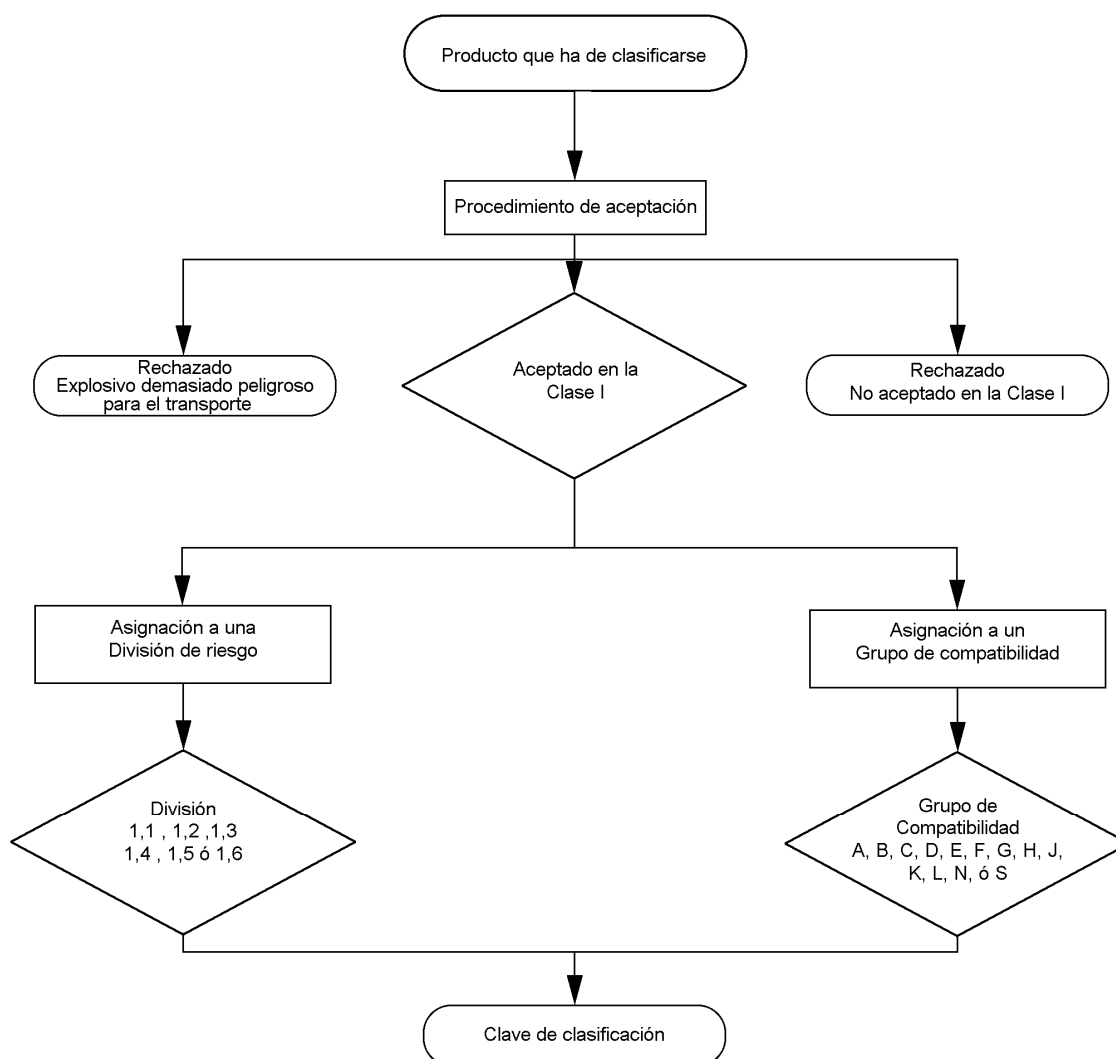 Producto que ha de clasificarse
Procedimiento de aceptación
Rechazado
Explosivo demasiado peligroso
para el transporte
Aceptado en la
Clase I
Rechazado
No aceptado en la Clase I
Asignación a una
División de riesgo
Asignación a un
Grupo de compatibilidad
División
1,1 , 1,2 ,1,3
1,4 , 1,5 ó 1,6
Grupo de
Compatibilidad
A, B, C, D, E, F, G, H, J,
K, L, N, ó S
Clave de clasificación